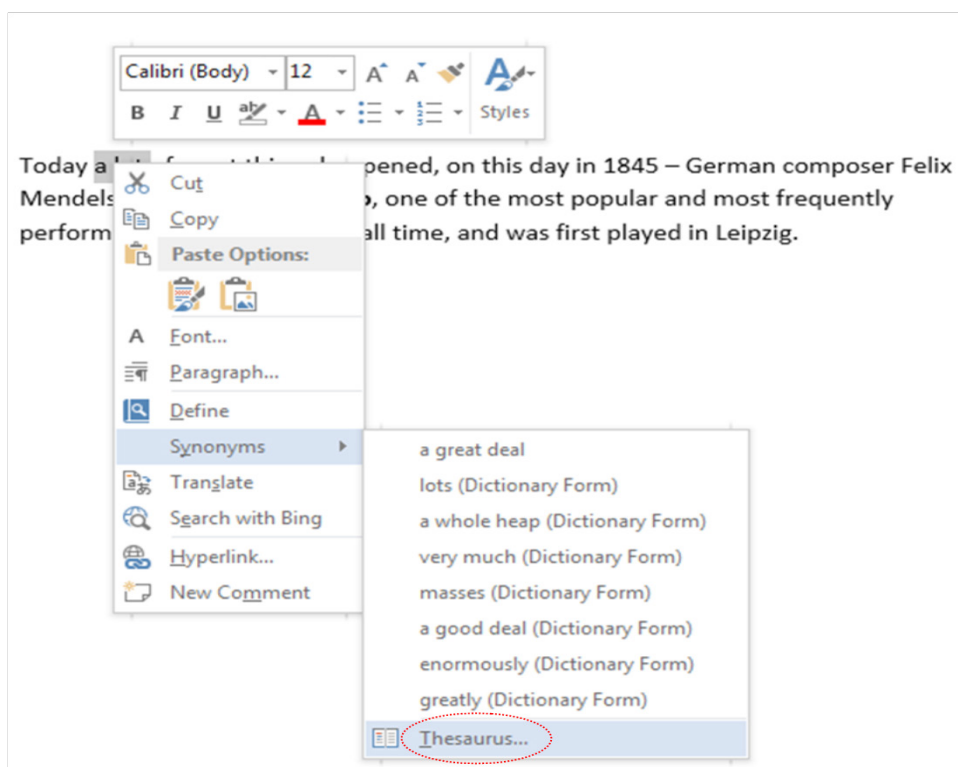 Calibri (Body) 12 A A
B I U aby A Styles
Today a lot of great things happened, on this day in 1845 – German composer Felix
Mendels , one of the most popular and most frequently
perform all time, and was first played in Leipzig.
Cut
Copy
Paste Options:
A Font...
Paragraph...
Define
Synonyms
Translate
Search with Bing
Hyperlink...
New Comment
a great deal
lots (Dictionary Form)
a whole heap (Dictionary Form)
very much (Dictionary Form)
masses (Dictionary Form)
a good deal (Dictionary Form)
enormously (Dictionary Form)
greatly (Dictionary Form)
Thesaurus...